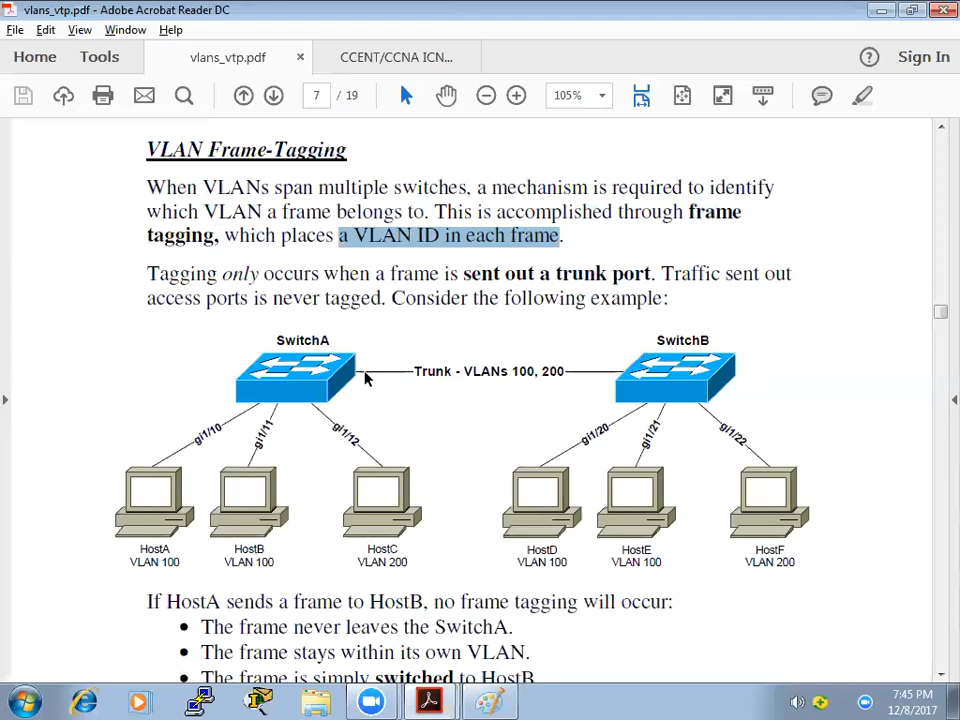 vlans_vtp.pdf - Adobe Acrobat Reader DC
File Edit View Window Help
Home Tools vlans_vtp.pdf × CCENT/CCNA ICN... ? Sign In
7 / 19 105%
VLAN Frame-Tagging
When VLANs span multiple switches, a mechanism is required to identify
which VLAN a frame belongs to. This is accomplished through frame
tagging, which places a VLAN ID in each frame.
Tagging only occurs when a frame is sent out a trunk port. Traffic sent out
access ports is never tagged. Consider the following example:
SwitchA SwitchB
Trunk - VLANs 100, 200
gi1/10 gi1/11 gi1/12 gi1/20 gi1/21 gi1/22
HostA HostB HostC HostD HostE HostF
VLAN 100 VLAN 100 VLAN 200 VLAN 100 VLAN 100 VLAN 200
If HostA sends a frame to HostB, no frame tagging will occur:
• The frame never leaves the SwitchA.
• The frame stays within its own VLAN.
• The frame is simply switched to HostB.
7:45 PM
12/8/2017